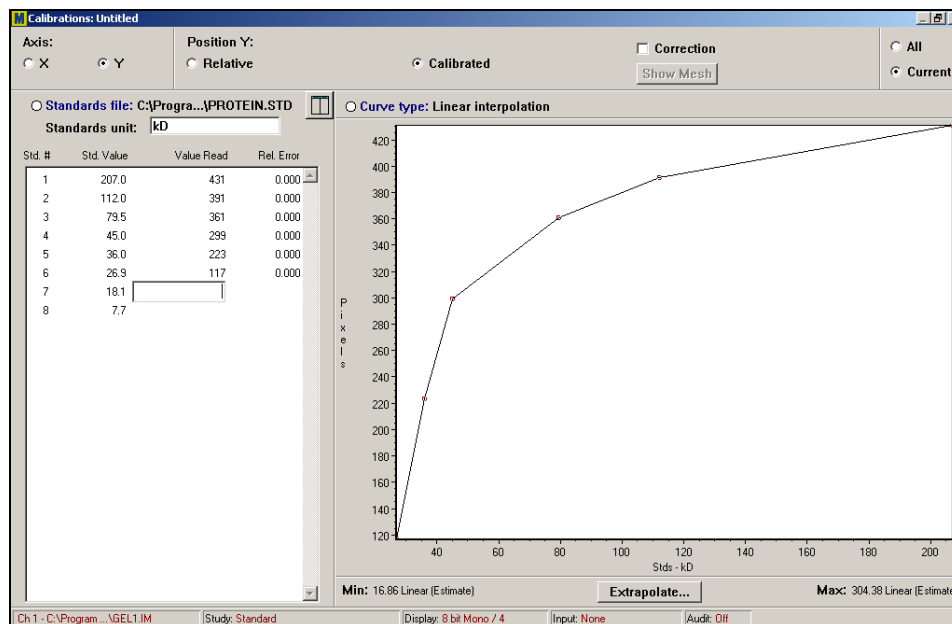 Calibrations: Untitled
Axis:
X
Y
Position Y:
Relative
Calibrated
Correction
Show Mesh
All
Current
Standards file: C:\Progra...\PROTEIN.STD
Standards unit:
kD
Std. # Std. Value Value Read Rel. Error
1 207.0 431 0.000
2 112.0 391 0.000
3 79.5 361 0.000
4 45.0 299 0.000
5 36.0 223 0.000
6 26.9 117 0.000
7 18.1
8 7.7
Curve type: Linear interpolation
420
400
380
360
340
320
300
280
260
240
220
200
180
160
140
120
Pixels
40 60 80 100 120 140 160 180 200
Stds - kD
Min: 16.86 Linear (Estimate)
Extrapolate...
Max: 304.38 Linear (Estimate
Ch 1 - C:\Program ...\GEL1.IM
Study: Standard
Display: 8 bit Mono / 4
Input: None
Audit: Off